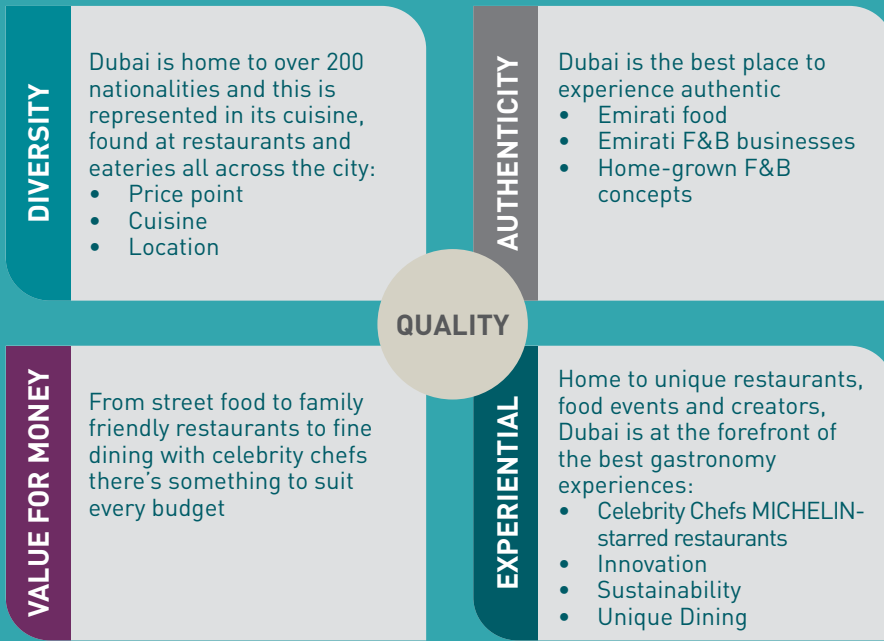 DIVERSITY
Dubai is home to over 200
nationalities and this is
represented in its cuisine,
found at restaurants and
eateries all across the city:
• Price point
• Cuisine
• Location
AUTHENTICITY
Dubai is the best place to
experience authentic
• Emirati food
• Emirati F&B businesses
• Home-grown F&B
concepts
QUALITY
VALUE FOR MONEY
From street food to family
friendly restaurants to fine
dining with celebrity chefs
there's something to suit
every budget
EXPERIENTIAL
Home to unique restaurants,
food events and creators,
Dubai is at the forefront of
the best gastronomy
experiences:
• Celebrity Chefs MICHELIN-
starred restaurants
• Innovation
• Sustainability
• Unique Dining